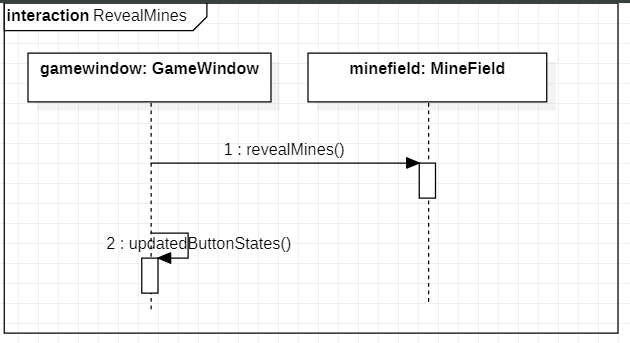 interaction RevealMines
gamewindow: GameWindow
minefield: MineField
1 : revealMines()
2 : updatedButtonStates()